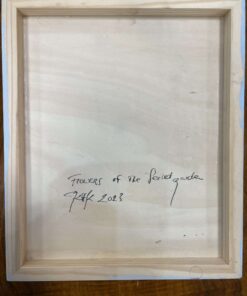 Flowers of the Secret garden
2023